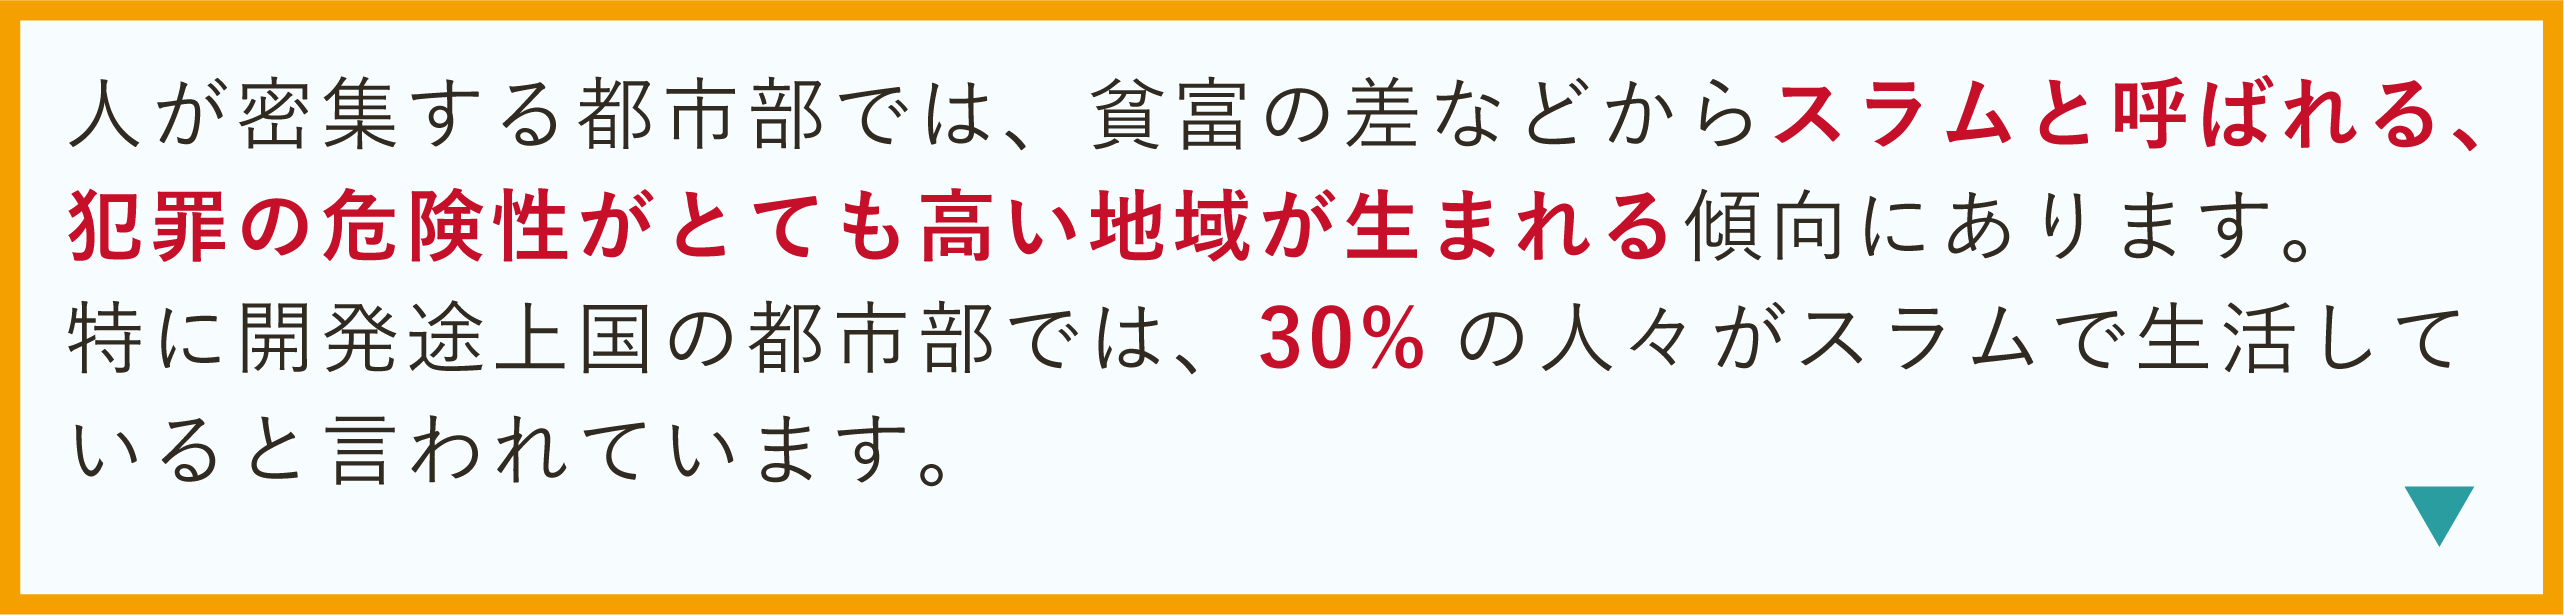 人が密集する都市部では、貧富の差などからスラムと呼ばれる、
犯罪の危険性がとても高い地域が生まれる傾向にあります。
特に開発途上国の都市部では、30% の人々がスラムで生活して
いると言われています。